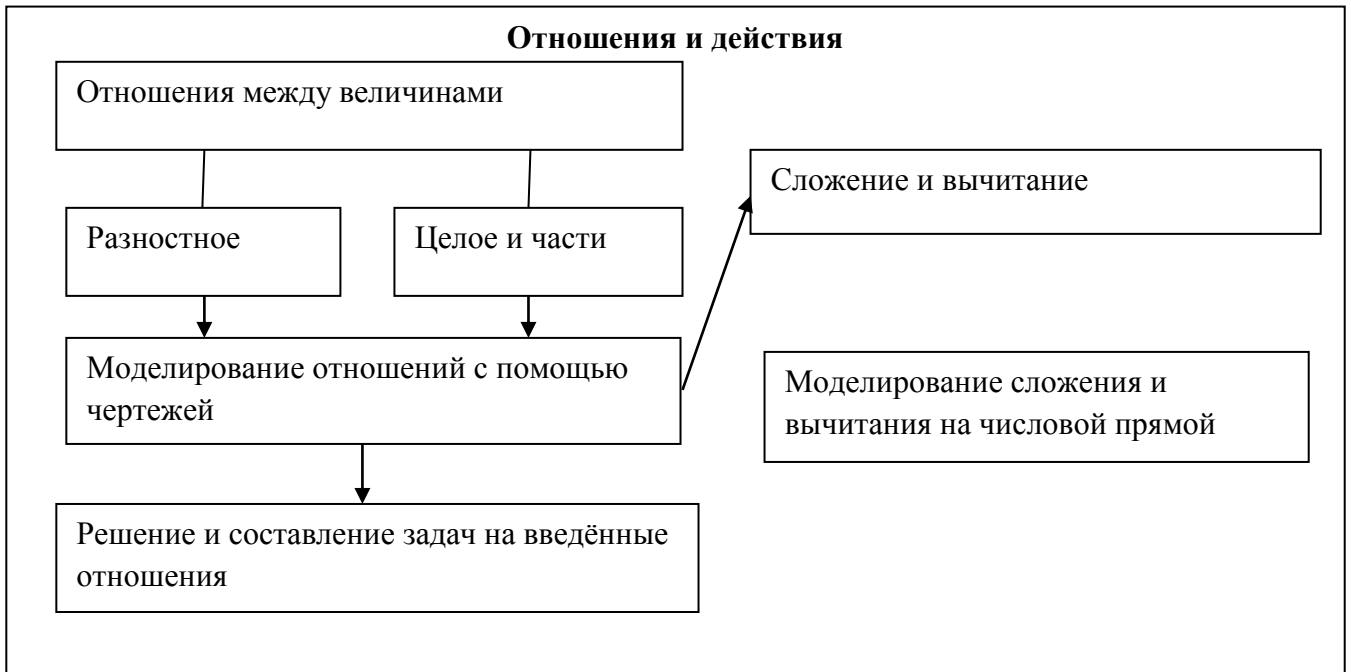 Отношения и действия
Отношения между величинами
Сложение и вычитание
Разностное
Целое и части
Моделирование отношений с помощью
чертежей
Моделирование сложения и
вычитания на числовой прямой
Решение и составление задач на введённые
отношения